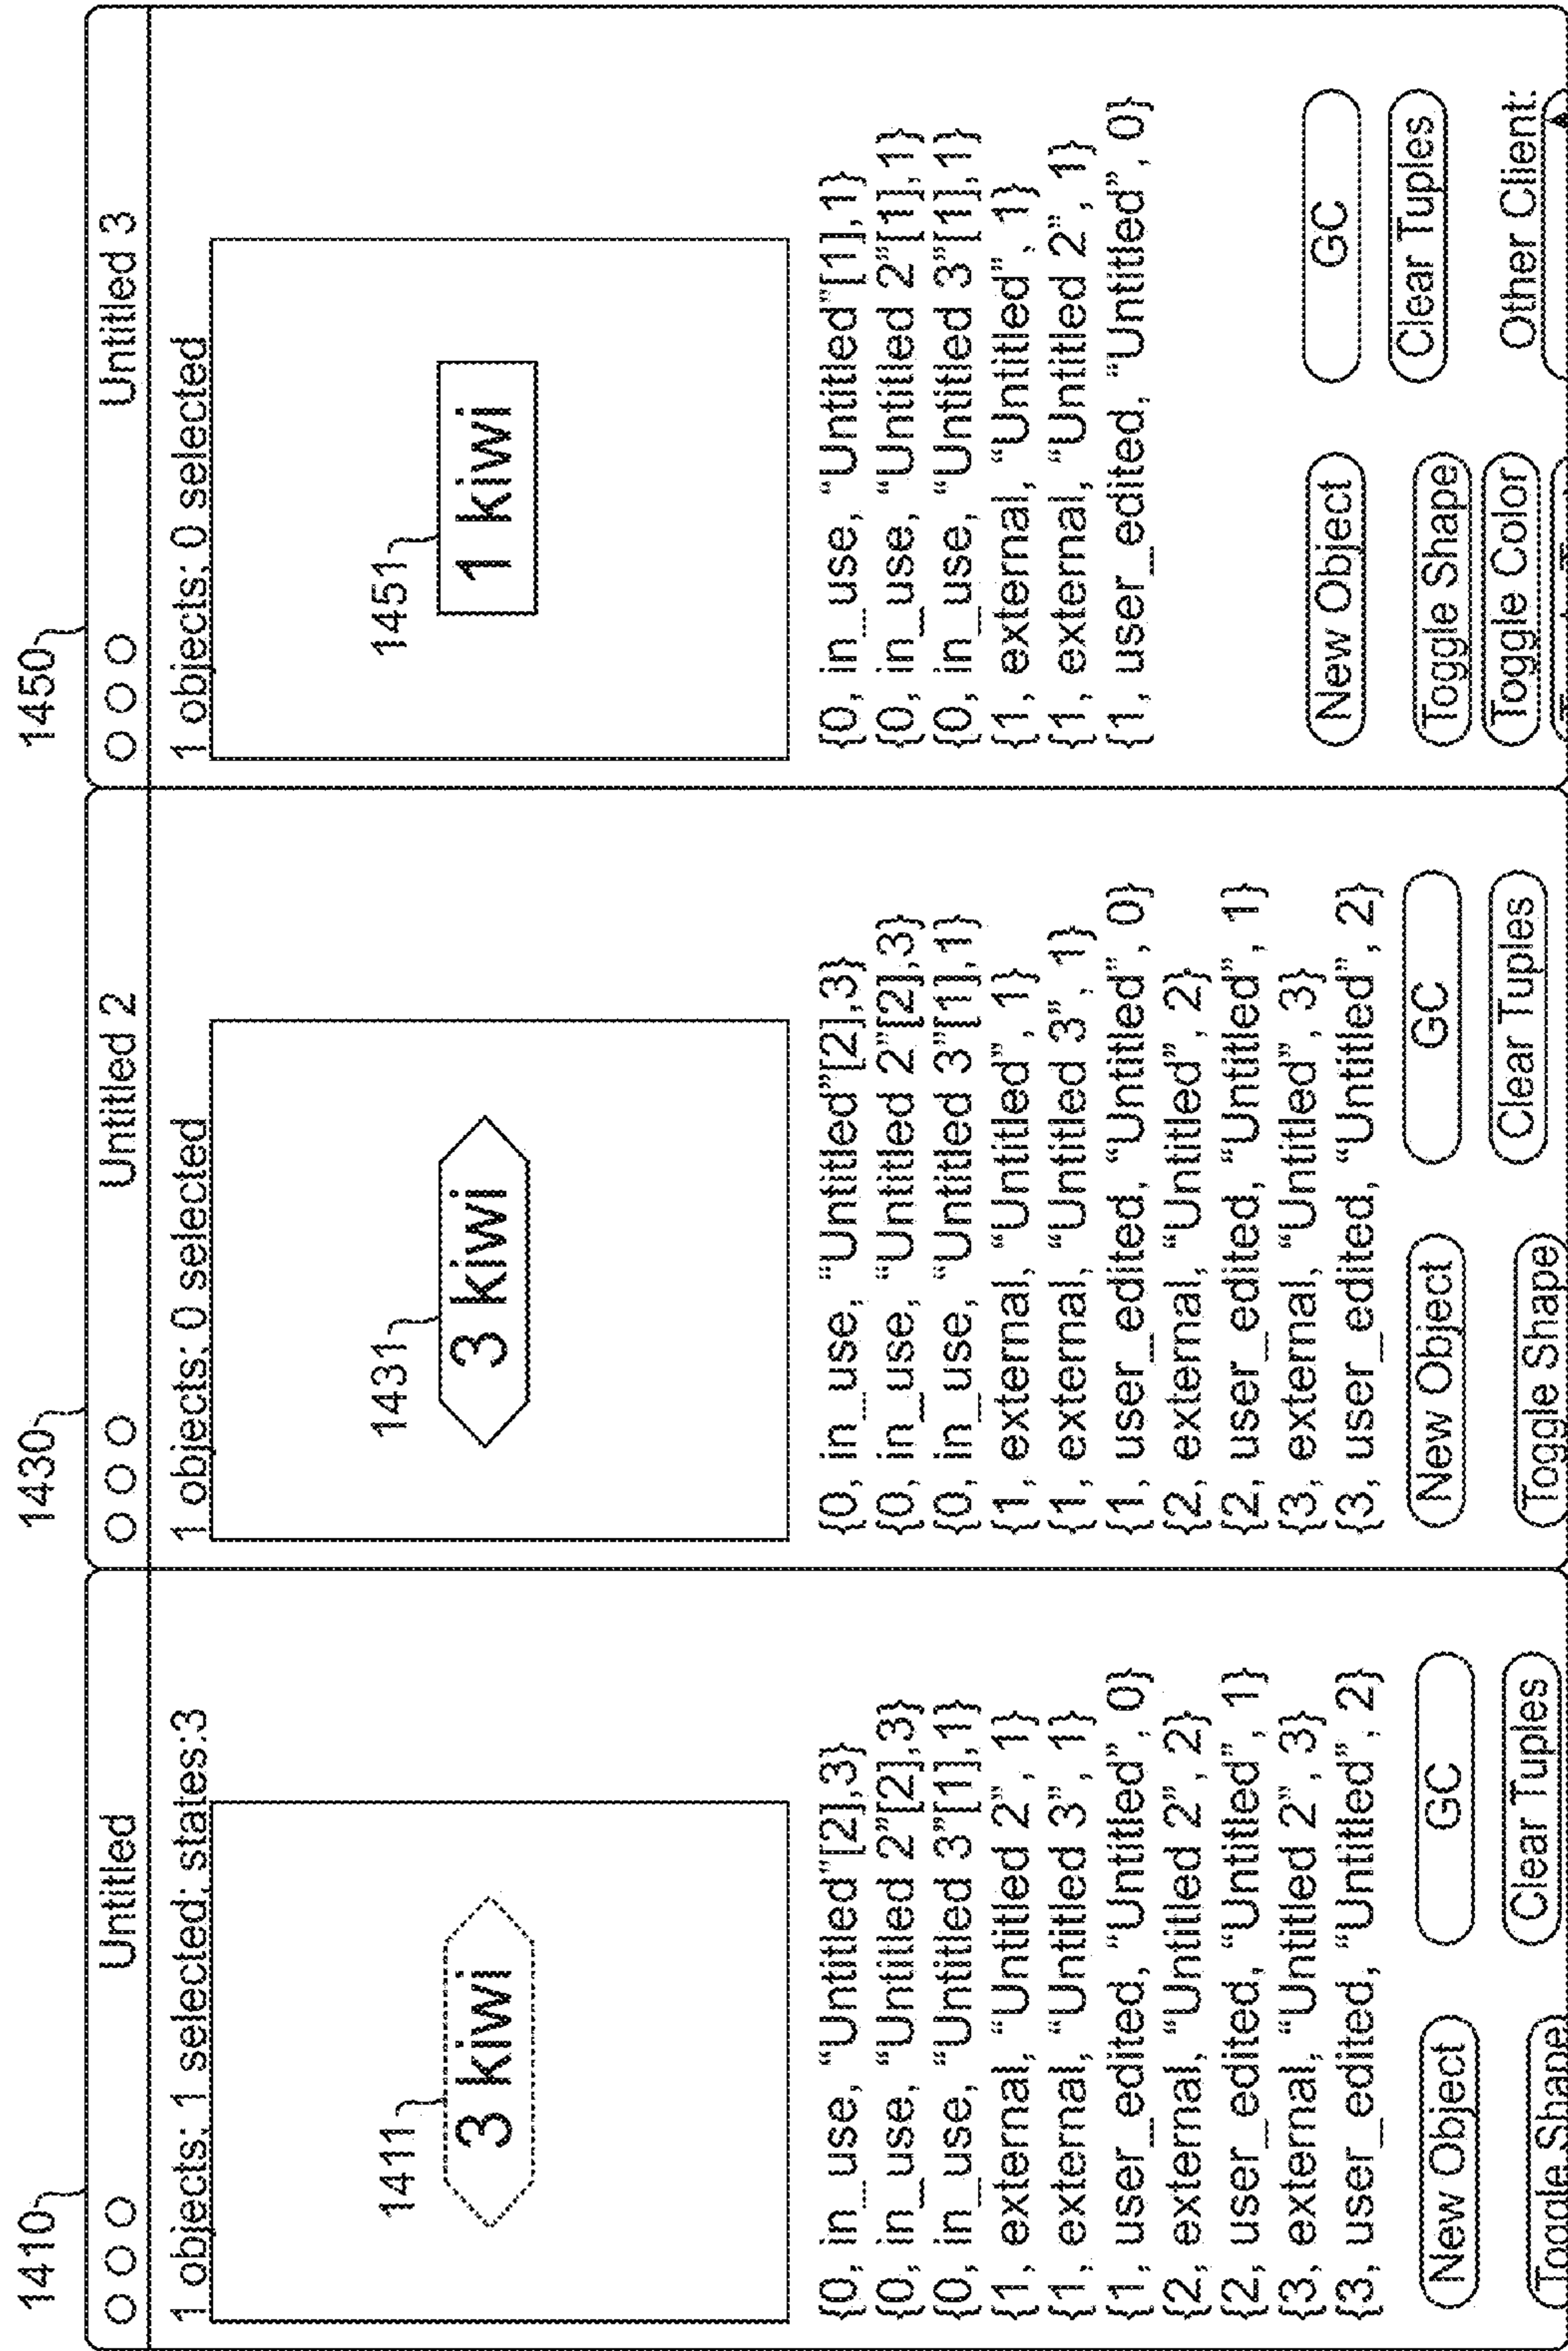 1410
Untitled
1 objects; 1 selected; states:3
1411
3 kiwi
{0, in_use, “Untitled”[2],3}
{0, in_use, “Untitled 2”[2],3}
{0, in_use, “Untitled 3”[1],1}
{1, external, “Untitled 2”, 1}
{1, external, “Untitled 3”, 1}
{1, user_edited, “Untitled”, 0}
{2, external, “Untitled 2”, 2}
{2, user_edited, “Untitled”, 1}
{3, external, “Untitled 2”, 3}
{3, user_edited, “Untitled”, 2}
New Object
GC
Clear Tuples
Toggle Shape
1430
Untitled 2
1 objects; 0 selected
1431
3 kiwi
{0, in_use, “Untitled”[2],3}
{0, in_use, “Untitled 2”[2],3}
{0, in_use, “Untitled 3”[1],1}
{1, external, “Untitled”, 1}
{1, external, “Untitled 3”, 1}
{1, user_edited, “Untitled”, 0}
{2, external, “Untitled”, 2}
{2, user_edited, “Untitled”, 1}
{3, external, “Untitled”, 3}
{3, user_edited, “Untitled”, 2}
New Object
GC
Clear Tuples
Toggle Shape
1450
Untitled 3
1 objects; 0 selected
1451
1 kiwi
{0, in_use, “Untitled”[1],1}
{0, in_use, “Untitled 2”[1],1}
{0, in_use, “Untitled 3”[1],1}
{1, external, “Untitled”, 1}
{1, external, “Untitled 2”, 1}
{1, user_edited, “Untitled”, 0}
New Object
GC
Clear Tuples
Toggle Shape
Toggle Color
Other Client: